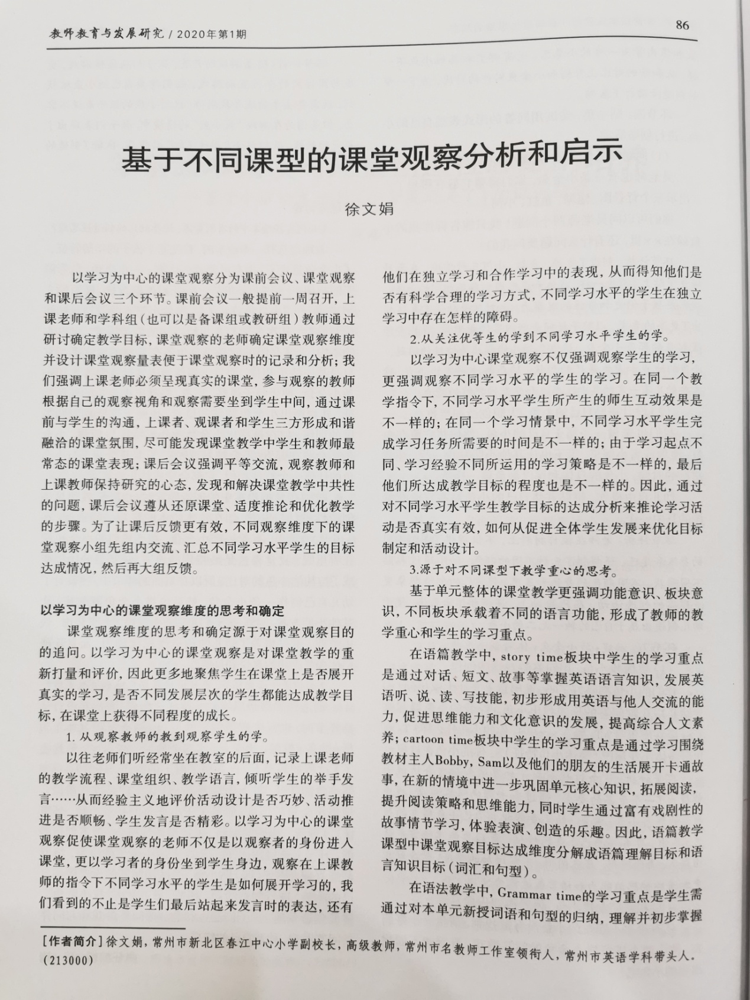 教师教育与发展研究 / 2020年第1期
86
基于不同课型的课堂观察分析和启示
徐文娟
以学习为中心的课堂观察分为课前会议、课堂观察
和课后会议三个环节。课前会议一般提前一周召开，上
课老师和学科组（也可以是备课组或教研组）教师通过
研讨确定教学目标，课堂观察的老师确定课堂观察维度
并设计课堂观察量表便于课堂观察时的记录和分析；我
们强调上课老师必须呈现真实的课堂，参与观察的教师
根据自己的观察视角和观察需要坐到学生中间，通过课
前与学生的沟通，上课者、观课者和学生三方形成和谐
融洽的课堂氛围，尽可能发现课堂教学中学生和教师最
常态的课堂表现；课后会议强调平等交流，观察教师和
上课教师保持研究的心态，发现和解决课堂教学中共性
的问题，课后会议遵从还原课堂、适度推论和优化教学
的步骤。为了让课后反馈更有效，不同观察维度下的课
堂观察小组先组内交流、汇总不同学习水平学生的目标
达成情况，然后再大组反馈。
以学习为中心的课堂观察维度的思考和确定
课堂观察维度的思考和确定源于对课堂观察目的
的追问。以学习为中心的课堂观察是对课堂教学的重
新打量和评价，因此更多地聚焦学生在课堂上是否展开
真实的学习，是否不同发展层次的学生都能达成教学目
标，在课堂上获得不同程度的成长。
1. 从观察教师的教到观察学生的学。
以往老师们听经常坐在教室的后面，记录上课老师
的教学流程、课堂组织、教学语言，倾听学生的举手发
言……从而经验主义地评价活动设计是否巧妙、活动推
进是否顺畅、学生发言是否精彩。以学习为中心的课堂
观察促使课堂观察的老师不仅是以观察者的身份进入
课堂，更以学习者的身份坐到学生身边，观察在上课教
师的指令下不同学习水平的学生是如何展开学习的，我
们看到的不止是学生们最后站起来发言时的表达，还有
他们在独立学习和合作学习中的表现，从而得知他们是
否有科学合理的学习方式，不同学习水平的学生在独立
学习中存在怎样的障碍。
2.从关注优等生的学到不同学习水平学生的学。
以学习为中心课堂观察不仅强调观察学生的学习，
更强调观察不同学习水平的学生的学习。在同一个教
学指令下，不同学习水平学生所产生的师生互动效果是
不一样的；在同一个学习情景中，不同学习水平学生完
成学习任务所需要的时间是不一样的；由于学习起点不
同、学习经验不同所运用的学习策略是不一样的，最后
他们所达成教学目标的程度也是不一样的。因此，通过
对不同学习水平学生教学目标的达成分析来推论学习活
动是否真实有效，如何从促进全体学生发展来优化目标
制定和活动设计。
3.源于对不同课型下教学重心的思考。
基于单元整体的课堂教学更强调功能意识、板块意
识，不同板块承载着不同的语言功能，形成了教师的教
学重心和学生的学习重点。
在语篇教学中，story time板块中学生的学习重点
是通过对话、短文、故事等掌握英语语言知识，发展英
语听、说、读、写技能，初步形成用英语与他人交流的能
力，促进思维能力和文化意识的发展，提高综合人文素
养；cartoon time板块中学生的学习重点是通过学习围绕
教材主人Bobby，Sam以及他们的朋友的生活展开卡通故
事，在新的情境中进一步巩固单元核心知识，拓展阅读，
提升阅读策略和思维能力，同时学生通过富有戏剧性的
故事情节学习，体验表演、创造的乐趣。因此，语篇教学
课型中课堂观察目标达成维度分解成语篇理解目标和语
言知识目标（词汇和句型）。
在语法教学中，Grammar time的学习重点是学生需
通过对本单元新授词语和句型的归纳，理解并初步掌握
[作者简介]徐文娟，常州市新北区春江中心小学副校长，高级教师，常州市名教师工作室领衔人，常州市英语学科带头人。
(213000)